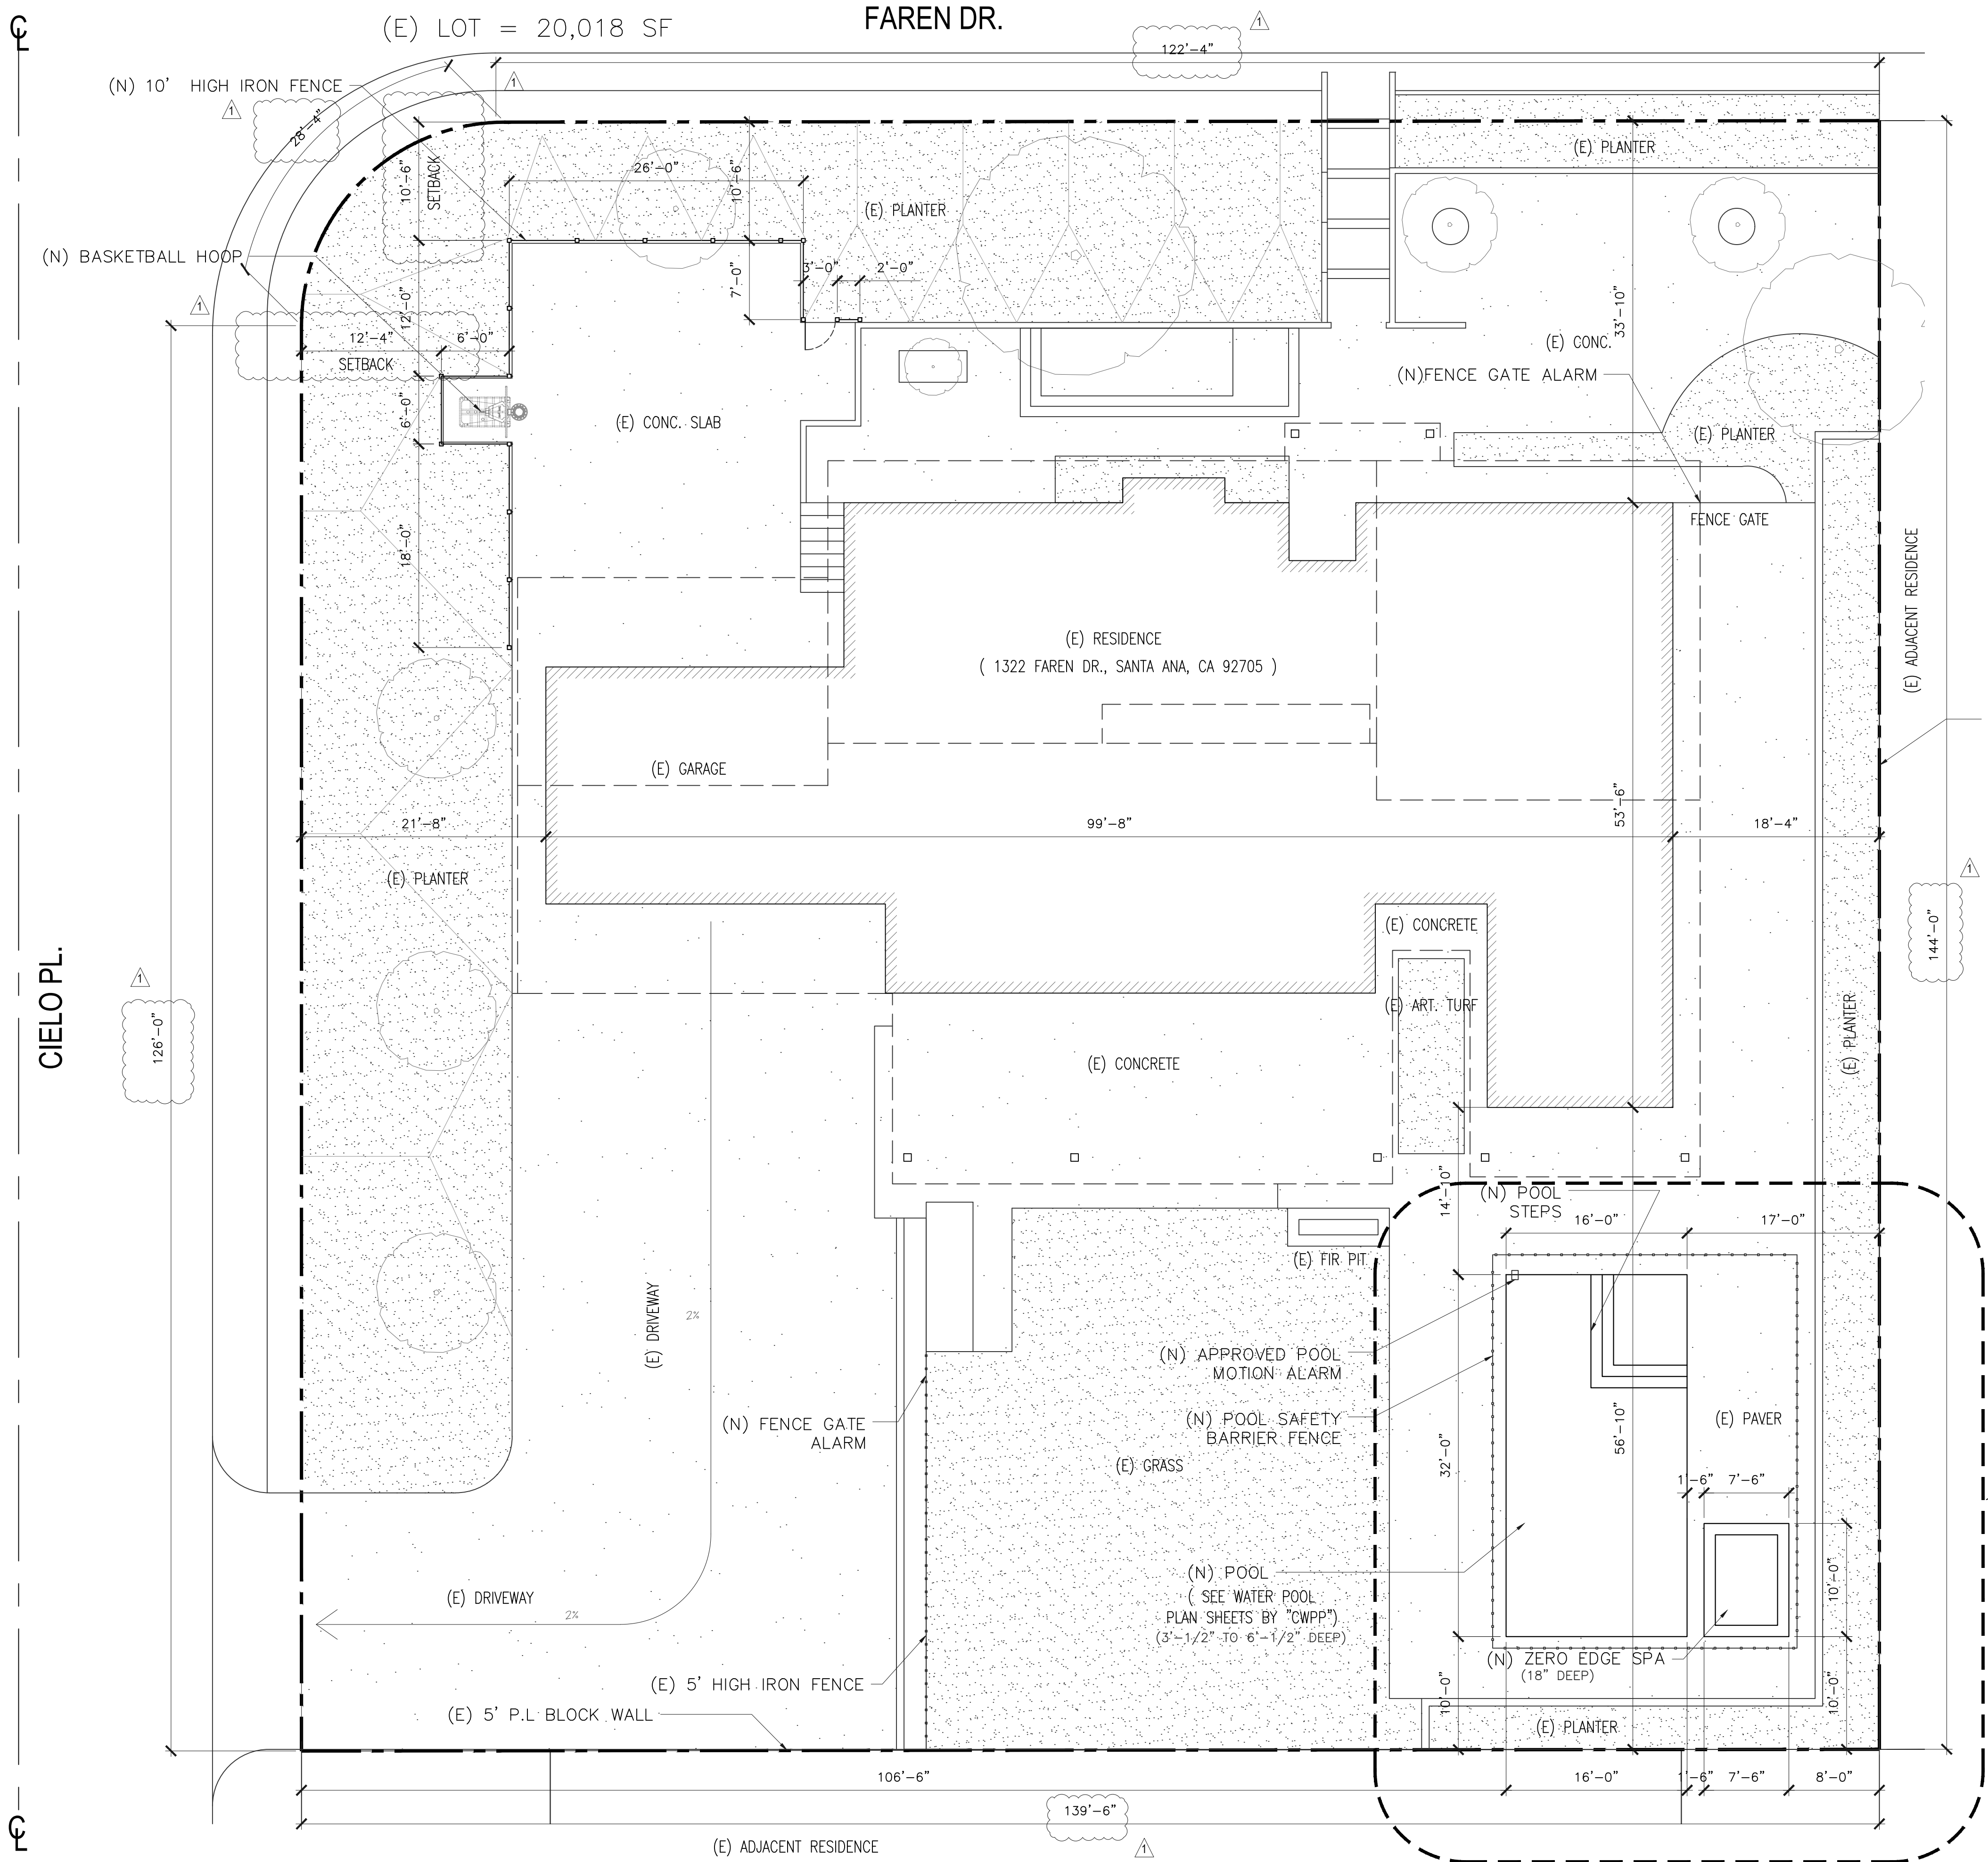 (E) LOT = 20,018 SF
FAREN DR.
1
122'-4"
(N) 10' HIGH IRON FENCE
1
1
28'-4"
(E) PLANTER
10'-6"
SETBACK
26'-0"
10'-6"
(E) PLANTER
(N) BASKETBALL HOOP
3'-0"
2'-0"
7'-0"
12'-0"
1
12'-4"
6'-0"
SETBACK
33'-10"
(E) CONC.
(N)FENCE GATE ALARM
6'-0"
(E) CONC. SLAB
(E) PLANTER
FENCE GATE
18'-0"
(E) ADJACENT RESIDENCE
(E) RESIDENCE
( 1322 FAREN DR., SANTA ANA, CA 92705 )
(E) GARAGE
53'-6"
21'-8"
99'-8"
18'-4"
(E) PLANTER
1
144'-0"
(E) CONCRETE
CIELO PL.
1
126'-0"
(E) ART. TURF
(E) PLANTER
(E) CONCRETE
14'-10"
(N) POOL
STEPS
16'-0"
17'-0"
(E) FIR PIT
(E) DRIVEWAY
2%
(N) APPROVED POOL
MOTION ALARM
(N) FENCE GATE
ALARM
(N) POOL SAFETY
BARRIER FENCE
56'-10"
(E) PAVER
32'-0"
(E) GRASS
1'-6"
7'-6"
(N) POOL
( SEE WATER POOL
PLAN SHEETS BY "CWPP")
(3'-1/2" TO 6'-1/2" DEEP)
10'-0"
(E) DRIVEWAY
2%
(N) ZERO EDGE SPA
(18" DEEP)
(E) 5' HIGH IRON FENCE
(E) 5' P.L BLOCK WALL
10'-0"
10'-0"
(E) PLANTER
106'-6"
16'-0"
1'-6"
7'-6"
8'-0"
139'-6"
(E) ADJACENT RESIDENCE
1